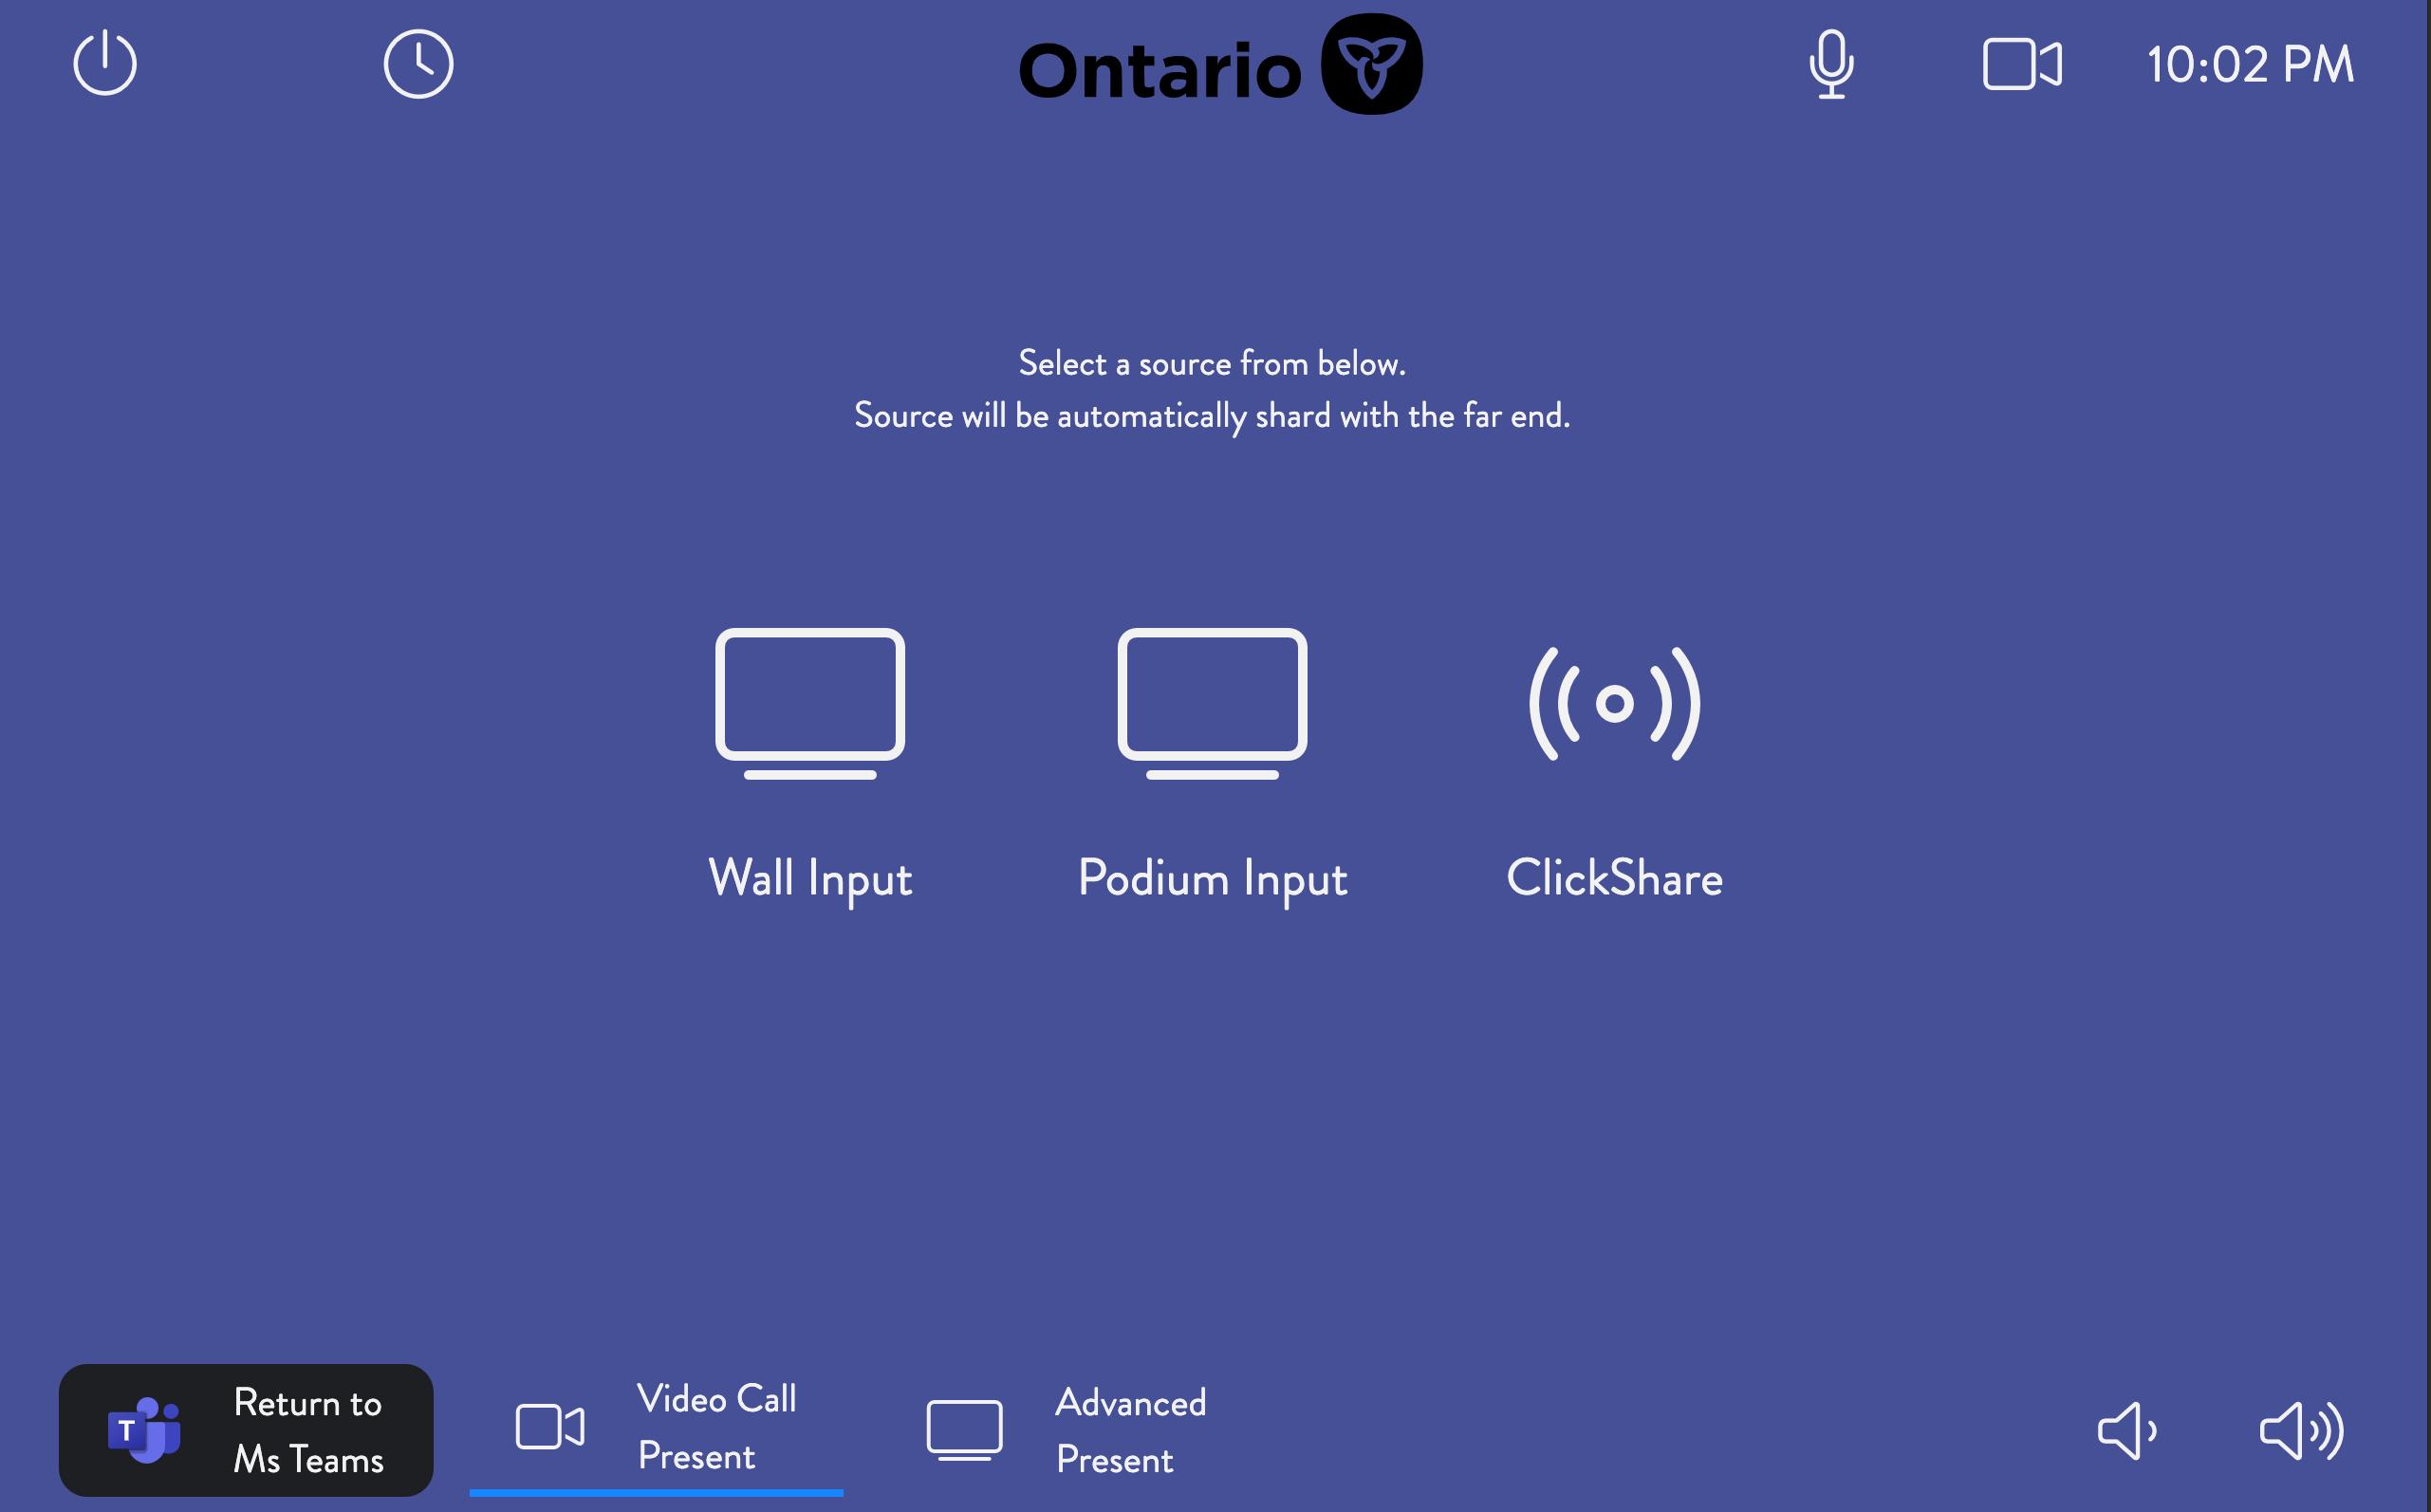 Ontario
10:02 PM
Select a source from below.
Source will be automatically shard with the far end.
Wall Input
Podium Input
ClickShare
T
Return to
Ms Teams
Video Call
Present
Advanced
Present